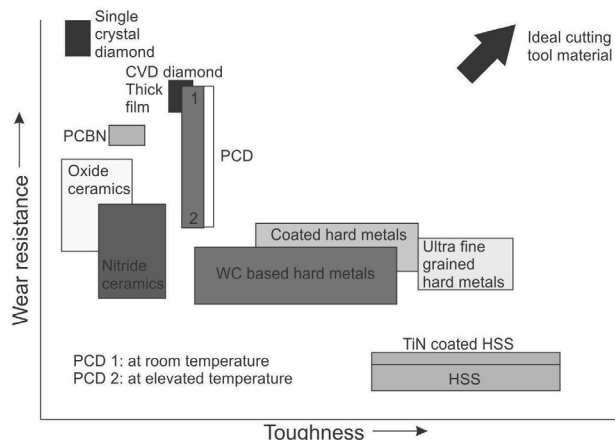 Single
crystal
diamond
Ideal cutting
tool material
CVD diamond
Thick
film
1
PCBN
PCD
Oxide
ceramics
2
Coated hard metals
Ultra fine
grained
hard metals
Nitride
ceramics
WC based hard metals
TiN coated HSS
HSS
PCD 1: at room temperature
PCD 2: at elevated temperature
Wear resistance
Toughness